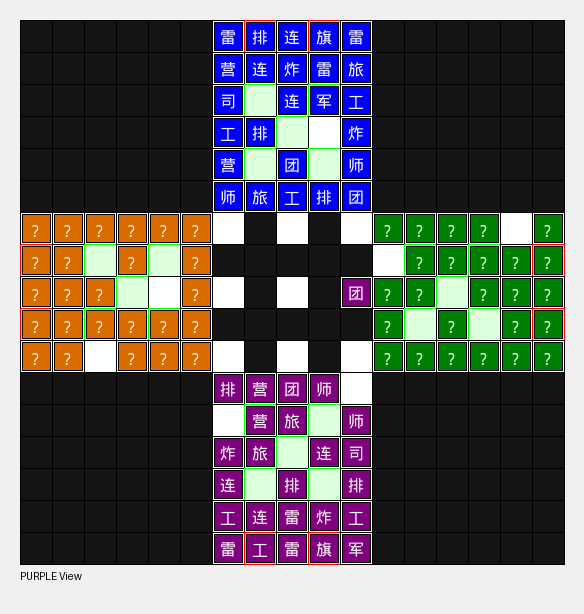 雷 排 连 旗 雷
营 连 炸 雷 旅
司 连 军 工
工 排 炸
营 团 师
师 旅 工 排 团
? ? ? ? ? ? ? ? ? ? ?
? ? ? ? ? ? ? ? ?
? ? ? ? 团 ? ? ? ? ?
? ? ? ? ? ? ? ? ? ?
? ? ? ? ? ? ? ? ? ? ?
排 营 团 师
营 旅 师
炸 旅 连 司
连 排 排
工 连 雷 炸 工
雷 工 雷 旗 军
PURPLE View